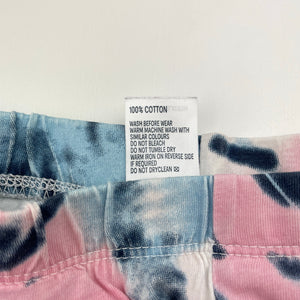 100% COTTON
WASH BEFORE WEAR
WARM MACHINE WASH WITH
SIMILAR COLOURS
DO NOT BLEACH
DO NOT TUMBLE DRY
WARM IRON ON REVERSE SIDE
IF REQUIRED
DO NOT DRYCLEAN